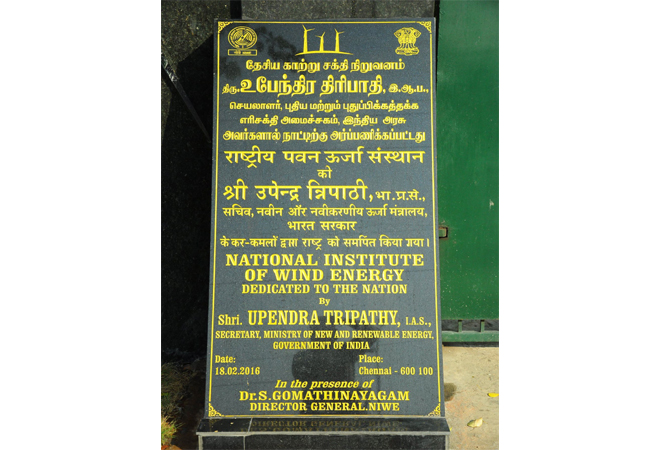 தேசிய காற்று சக்தி நிறுவனம்
திரு.உபேந்திர திரிபாதி, இ.ஆ.ப.,
செயலாளர், புதிய மற்றும் புதுப்பிக்கத்தக்க
எரிசக்தி அமைச்சகம், இந்திய அரசு
அவர்களால் நாட்டிற்கு அர்ப்பணிக்கப்பட்டது
राष्ट्रीय पवन ऊर्जा संस्थान
को
श्री उपेन्द्र त्रिपाठी, भा.प्र.से.,
सचिव, नवीन और नवीकरणीय ऊर्जा मंत्रालय,
भारत सरकार
के कर-कमलों द्वारा राष्ट्र को समर्पित किया गया।
NATIONAL INSTITUTE
OF WIND ENERGY
DEDICATED TO THE NATION
By
Shri. UPENDRA TRIPATHY, I.A.S.,
SECRETARY, MINISTRY OF NEW AND RENEWABLE ENERGY,
GOVERNMENT OF INDIA
Date: Place:
18.02.2016 Chennai - 600 100
In the presence of
Dr.S.GOMATHINAYAGAM
DIRECTOR GENERAL.NIWE